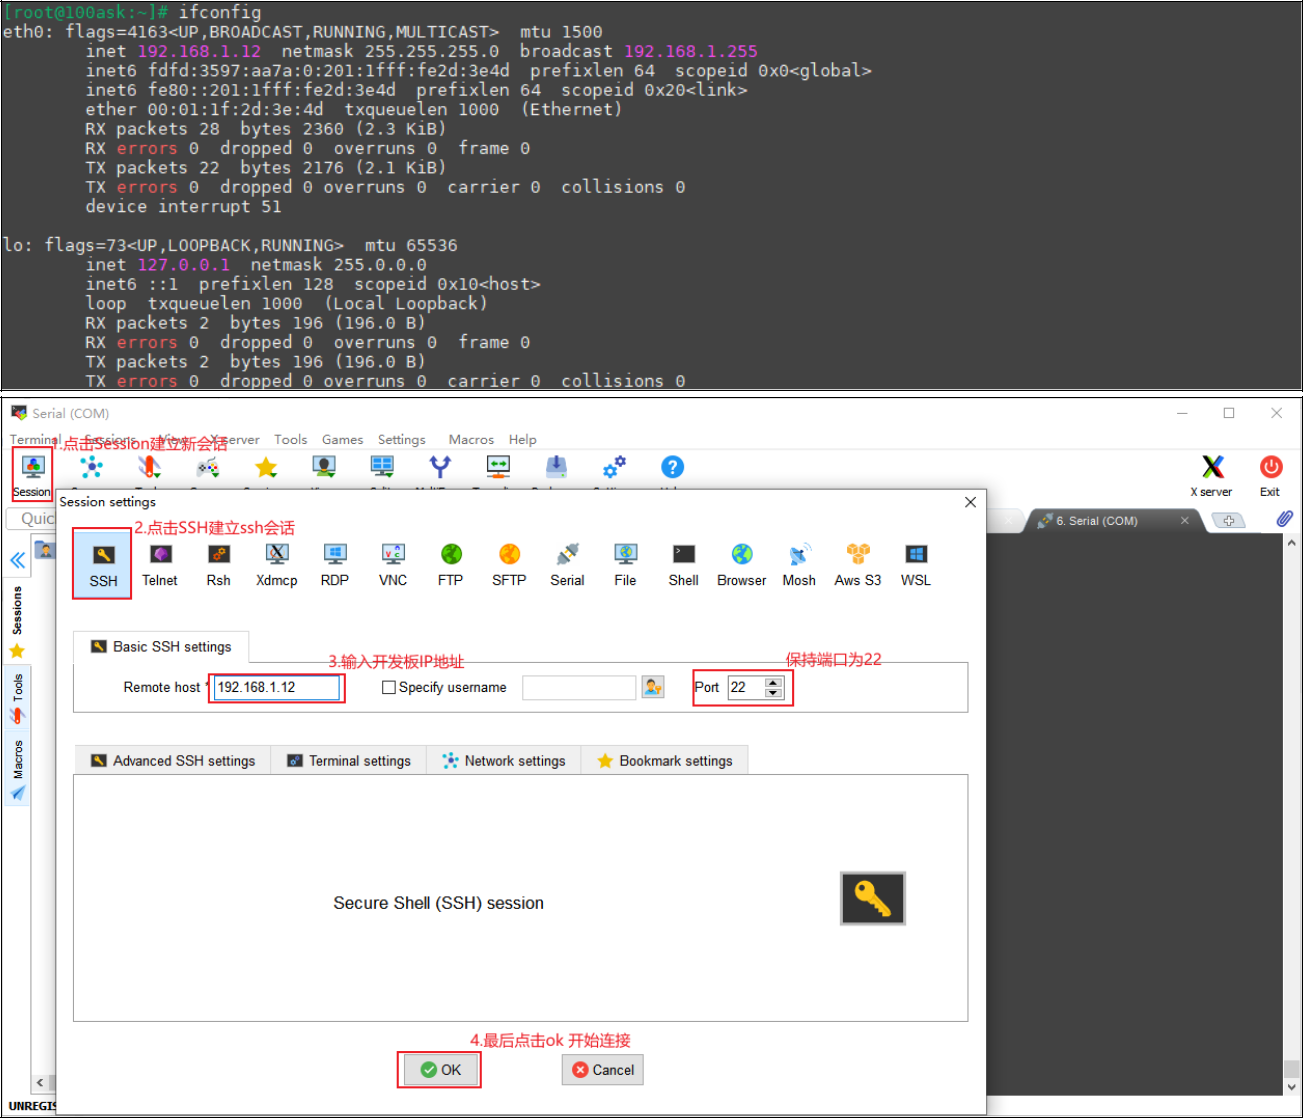 [root@100ask:~]# ifconfig
eth0: flags=4163<UP,BROADCAST,RUNNING,MULTICAST>  mtu 1500
inet 192.168.1.12  netmask 255.255.255.0  broadcast 192.168.1.255
inet6 fdfd:3597:aa7a:0:201:1fff:fe2d:3e4d  prefixlen 64  scopeid 0x0<global>
inet6 fe80::201:1fff:fe2d:3e4d  prefixlen 64  scopeid 0x20<link>
ether 00:01:1f:2d:3e:4d  txqueuelen 1000  (Ethernet)
RX packets 28  bytes 2360 (2.3 KiB)
RX errors 0  dropped 0  overruns 0  frame 0
TX packets 22  bytes 2176 (2.1 KiB)
TX errors 0  dropped 0 overruns 0  carrier 0  collisions 0
device interrupt 51
lo: flags=73<UP,LOOPBACK,RUNNING>  mtu 65536
inet 127.0.0.1  netmask 255.0.0.0
inet6 ::1  prefixlen 128  scopeid 0x10<host>
loop  txqueuelen 1000  (Local Loopback)
RX packets 2  bytes 196 (196.0 B)
RX errors 0  dropped 0  overruns 0  frame 0
TX packets 2  bytes 196 (196.0 B)
TX errors 0  dropped 0 overruns 0  carrier 0  collisions 0
Serial (COM)
Terminal Sessions View X server Tools Games Settings Macros Help
1.点击Session建立新会话
Session
X server Exit
Session settings
Quic
2.点击SSH建立ssh会话
6. Serial (COM)
SSH Telnet Rsh Xdmcp RDP VNC FTP SFTP Serial File Shell Browser Mosh Aws S3 WSL
Sessions
Tools
Macros
Basic SSH settings
3.输入开发板IP地址
保持端口为22
Remote host * 192.168.1.12 Specify username Port 22
Advanced SSH settings Terminal settings Network settings Bookmark settings
Secure Shell (SSH) session
4.最后点击ok 开始连接
OK Cancel
UNREGIS